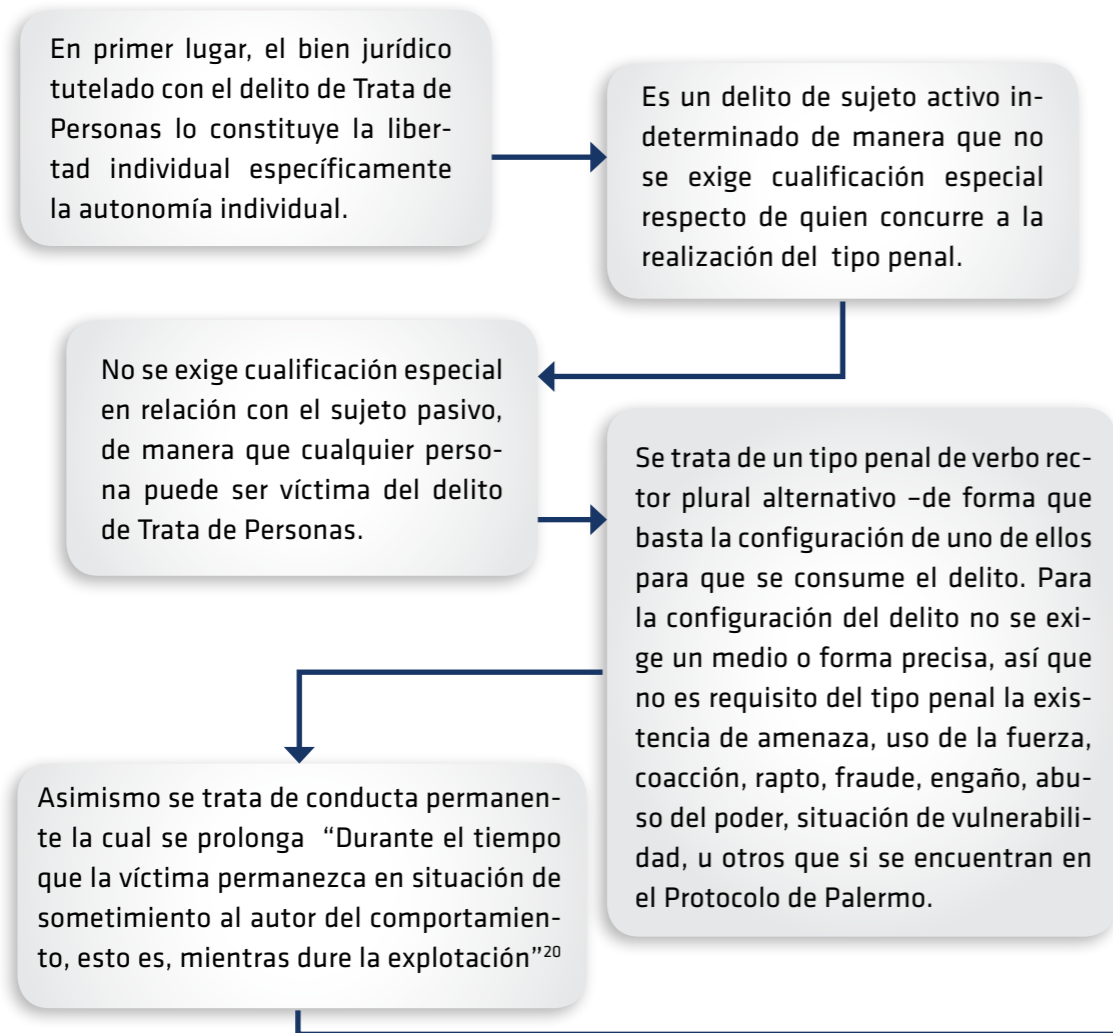 En primer lugar, el bien jurídico
tutelado con el delito de Trata de
Personas lo constituye la liber-
tad individual específicamente
la autonomía individual.
Es un delito de sujeto activo in-
determinado de manera que no
se exige cualificación especial
respecto de quien concurre a la
realización del tipo penal.
No se exige cualificación especial
en relación con el sujeto pasivo,
de manera que cualquier perso-
na puede ser víctima del delito
de Trata de Personas.
Se trata de un tipo penal de verbo rec-
tor plural alternativo –de forma que
basta la configuración de uno de ellos
para que se consume el delito. Para
la configuración del delito no se exi-
ge un medio o forma precisa, así que
no es requisito del tipo penal la exis-
tencia de amenaza, uso de la fuerza,
coacción, rapto, fraude, engaño, abu-
so del poder, situación de vulnerabili-
dad, u otros que si se encuentran en
el Protocolo de Palermo.
Asimismo se trata de conducta permanen-
te la cual se prolonga “Durante el tiempo
que la víctima permanezca en situación de
sometimiento al autor del comportamien-
to, esto es, mientras dure la explotación”20